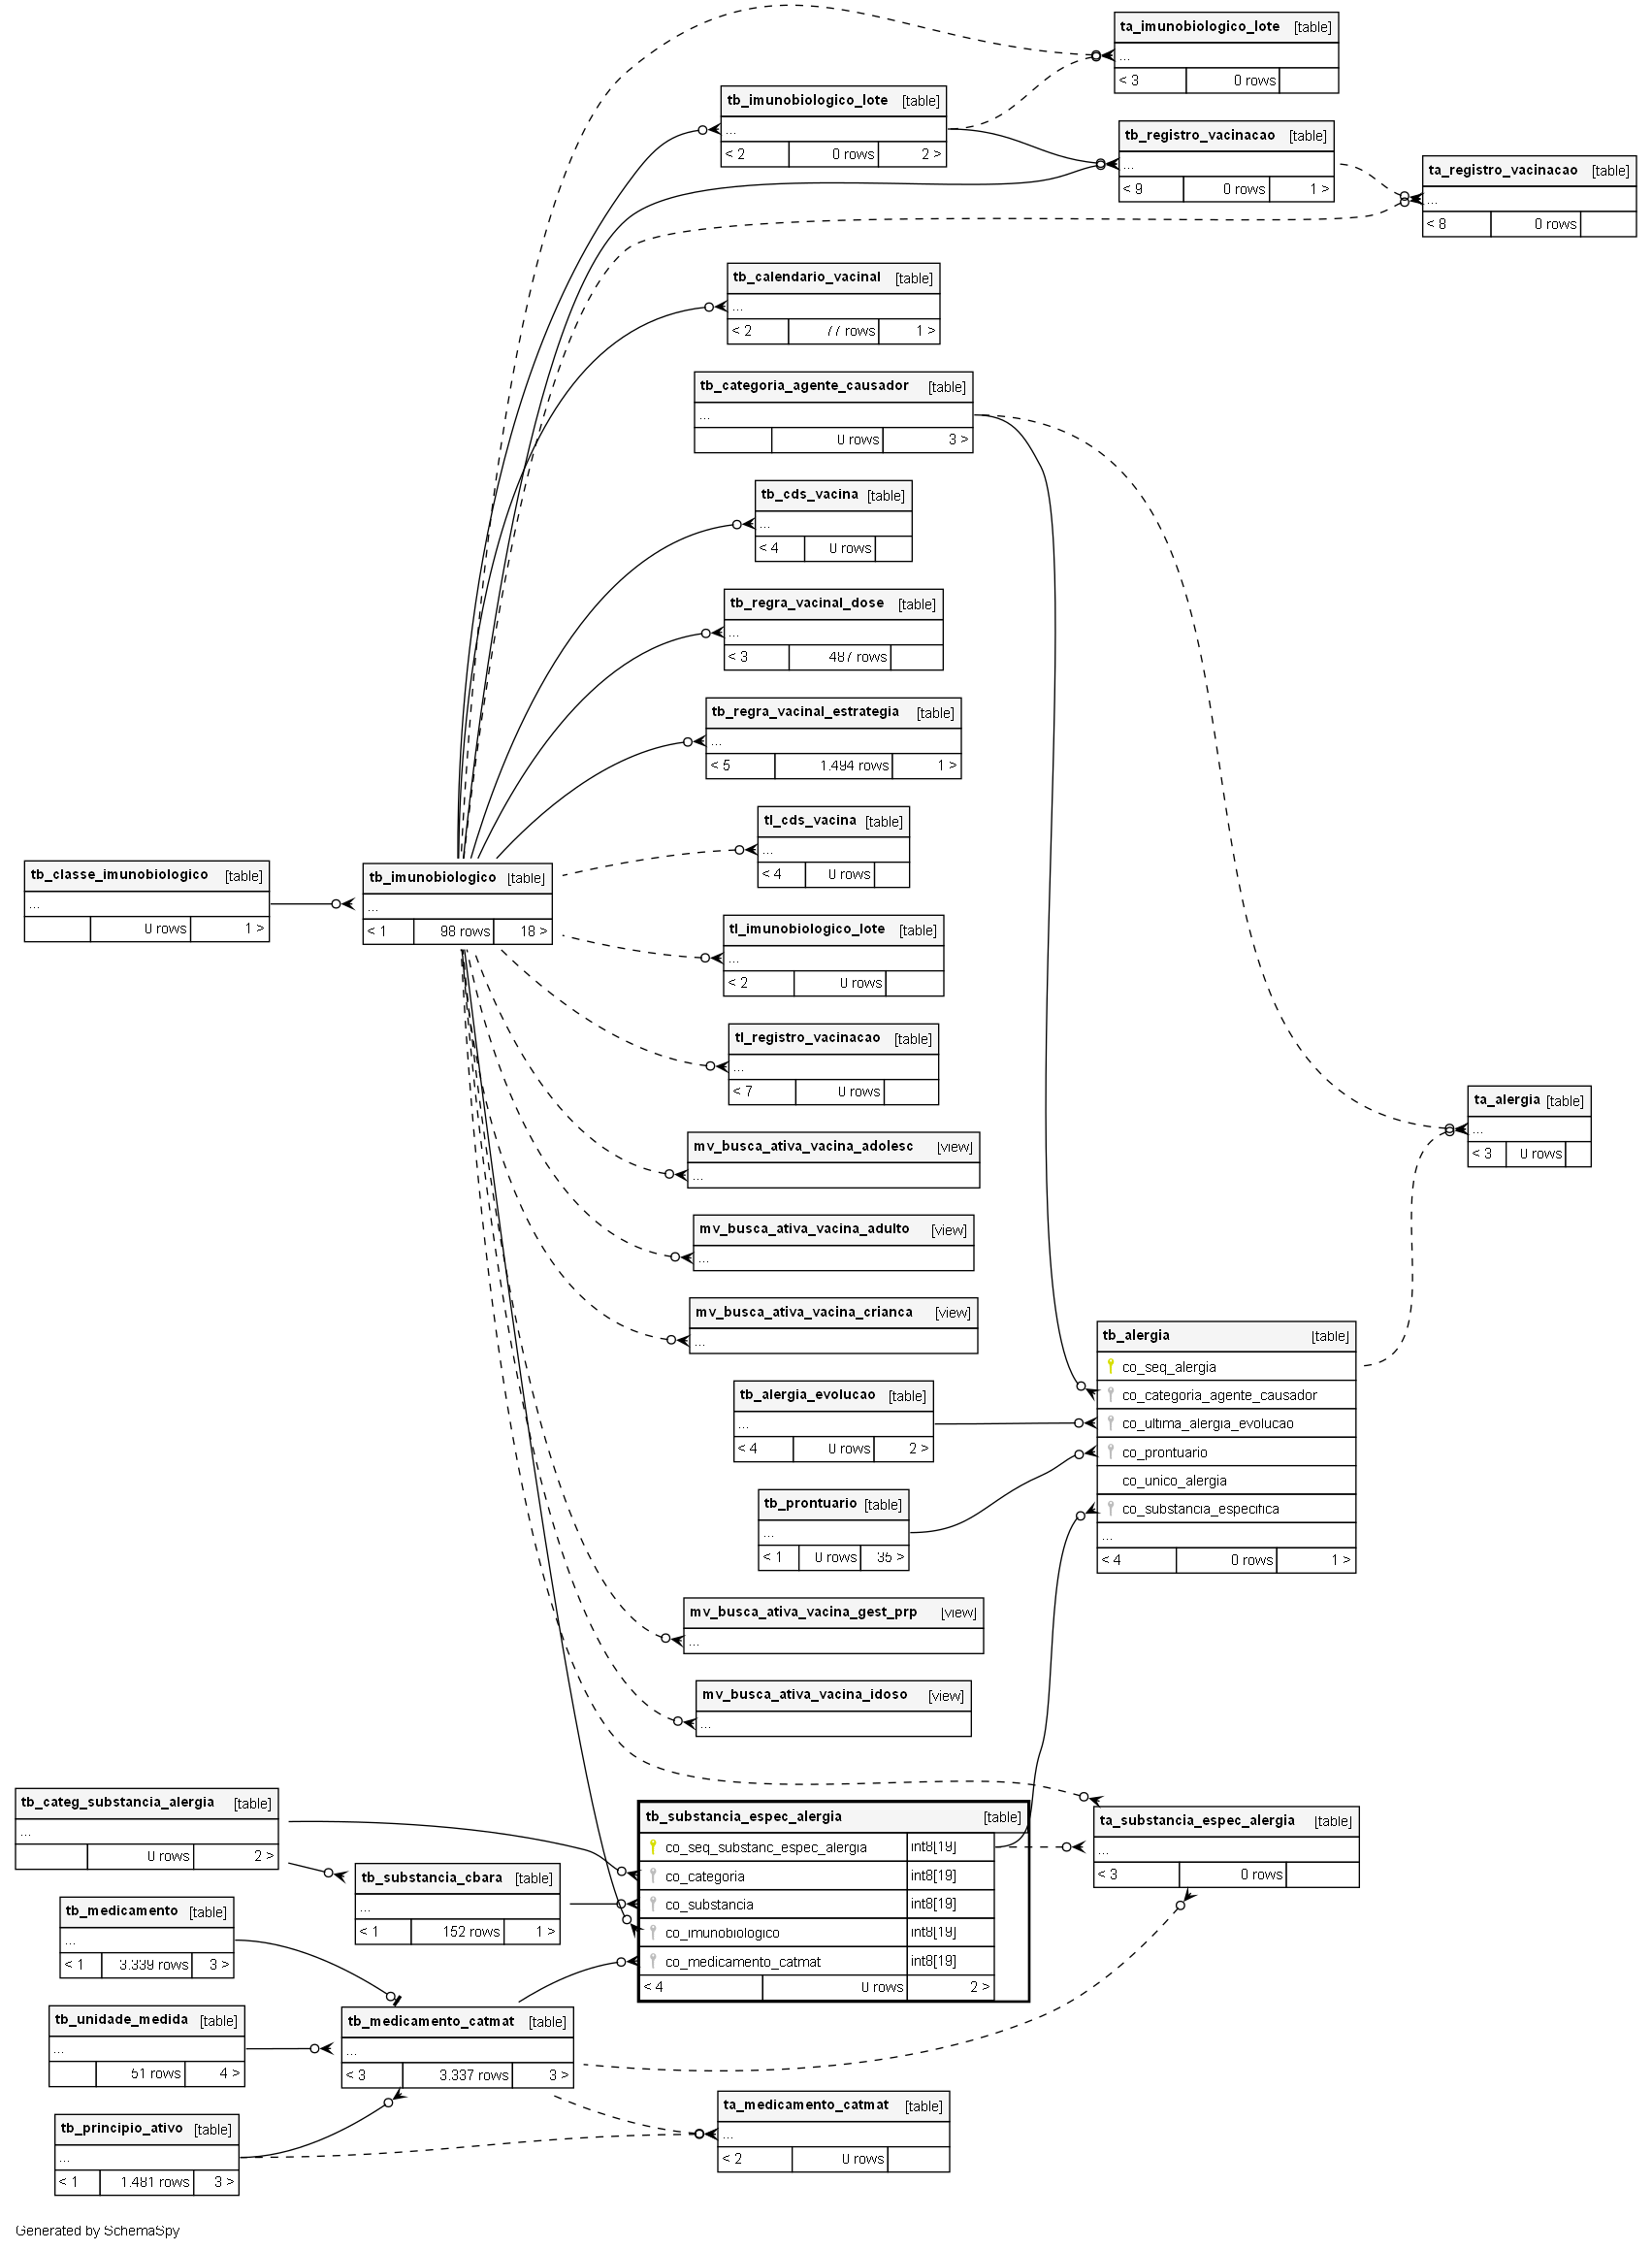 ta_imunobiologico_lote [table]
...
< 3 0 rows
tb_imunobiologico_lote [table]
...
< 2 0 rows 2 >
tb_registro_vacinacao [table]
...
< 9 0 rows 1 >
ta_registro_vacinacao [table]
...
< 8 0 rows
tb_calendario_vacinal [table]
...
< 2 77 rows 1 >
tb_categoria_agente_causador [table]
...
0 rows 3 >
tb_cds_vacina [table]
...
< 4 0 rows
tb_regra_vacinal_dose [table]
...
< 3 487 rows
tb_regra_vacinal_estrategia [table]
...
< 5 1.494 rows 1 >
tl_cds_vacina [table]
...
< 4 0 rows
tb_classe_imunobiologico [table]
...
0 rows 1 >
tb_imunobiologico [table]
...
< 1 98 rows 18 >
tl_imunobiologico_lote [table]
...
< 2 0 rows
tl_registro_vacinacao [table]
...
< 7 0 rows
ta_alergia [table]
...
< 3 0 rows
mv_busca_ativa_vacina_adolesc [view]
...
mv_busca_ativa_vacina_adulto [view]
...
mv_busca_ativa_vacina_crianca [view]
...
tb_alergia [table]
co_seq_alergia
co_categoria_agente_causador
co_ultima_alergia_evolucao
co_prontuario
co_unico_alergia
co_substancia_especifica
...
< 4 0 rows 1 >
tb_alergia_evolucao [table]
...
< 4 0 rows 2 >
tb_prontuario [table]
...
< 1 0 rows 35 >
mv_busca_ativa_vacina_gest_prp [view]
...
mv_busca_ativa_vacina_idoso [view]
...
tb_categ_substancia_alergia [table]
...
0 rows 2 >
tb_substancia_espec_alergia [table]
co_seq_substanc_espec_alergia int8[19]
co_categoria int8[19]
co_substancia int8[19]
co_imunobiologico int8[19]
co_medicamento_catmat int8[19]
< 4 0 rows 2 >
ta_substancia_espec_alergia [table]
...
< 3 0 rows
tb_substancia_cbara [table]
...
< 1 152 rows 1 >
tb_medicamento [table]
...
< 1 3.339 rows 3 >
tb_unidade_medida [table]
...
51 rows 4 >
tb_medicamento_catmat [table]
...
< 3 3.337 rows 3 >
ta_medicamento_catmat [table]
...
< 2 0 rows
tb_principio_ativo [table]
...
< 1 1.481 rows 3 >
Generated by SchemaSpy